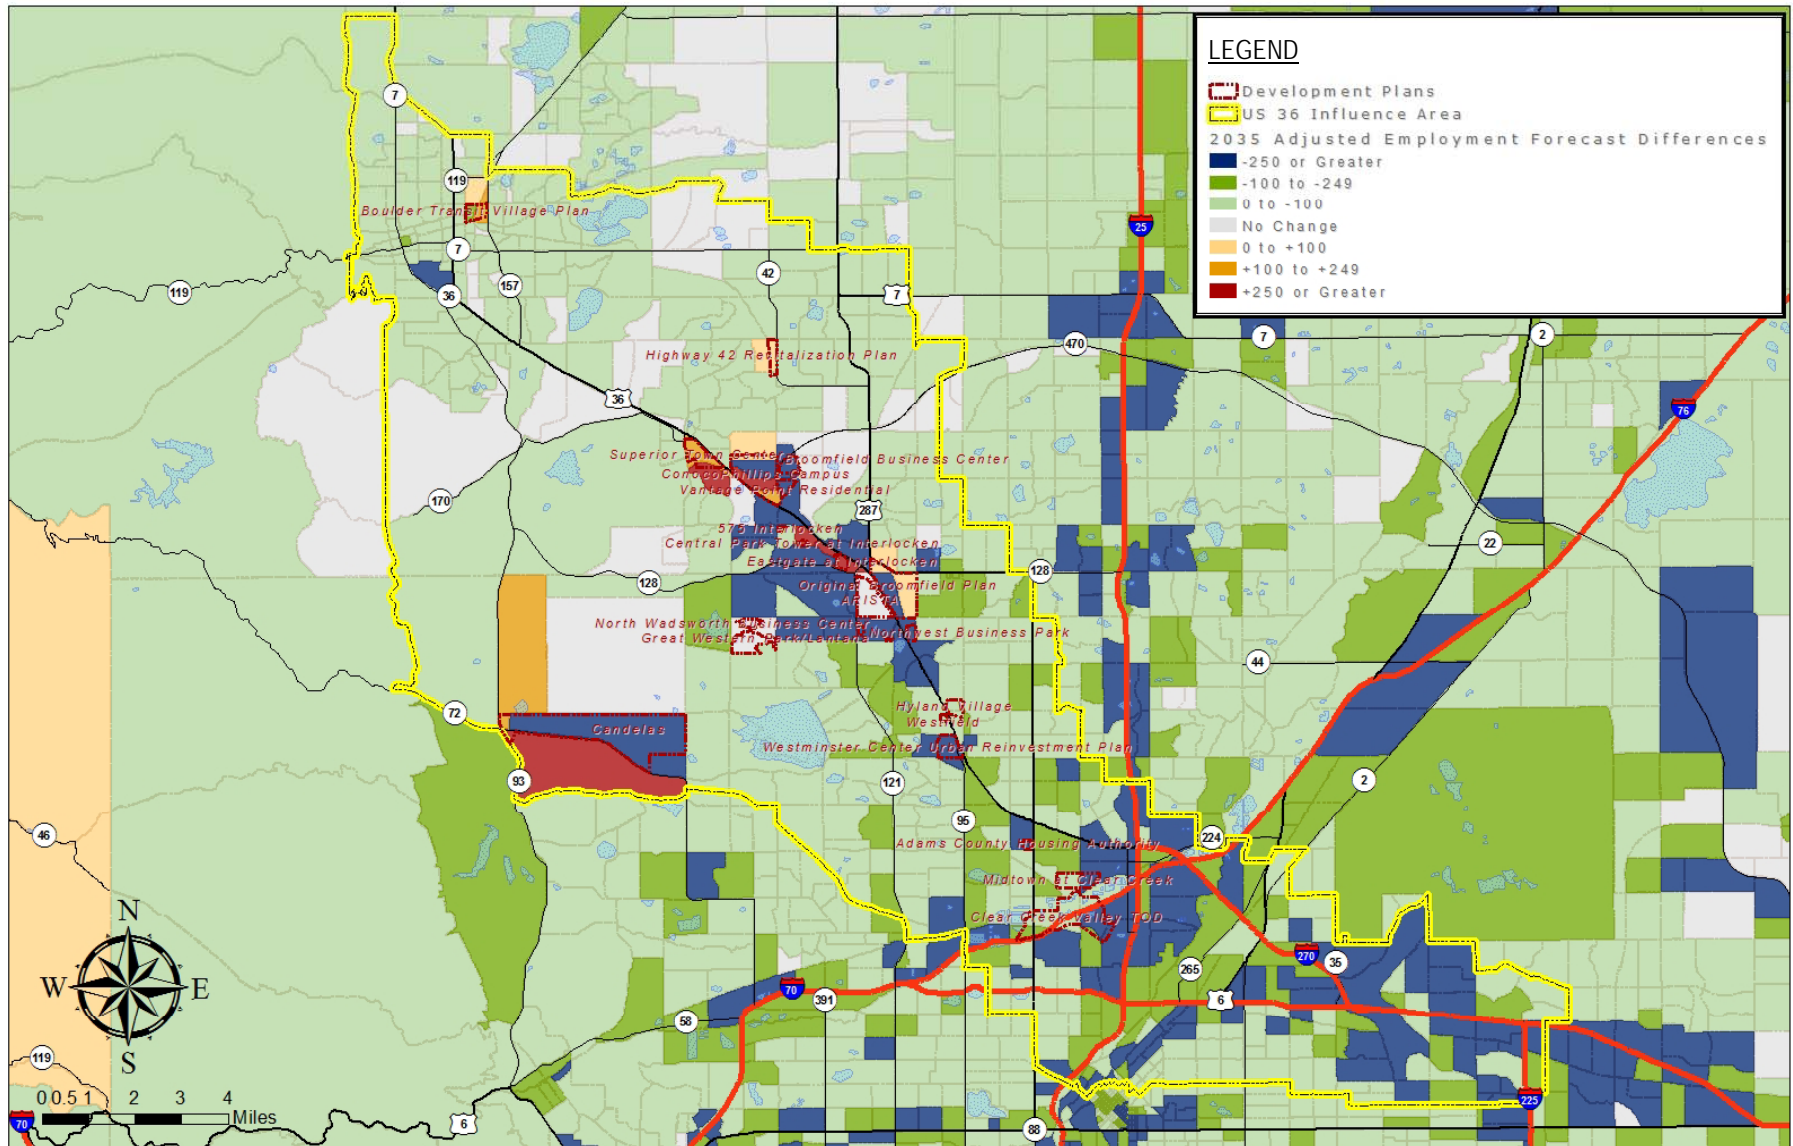 LEGEND
Development Plans
US 36 Influence Area
2035 Adjusted Employment Forecast Differences
-250 or Greater
-100 to -249
0 to -100
No Change
0 to +100
+100 to +249
+250 or Greater
7
119
Boulder Transit Village Plan
25
7
42
119
36
157
7
470
7
2
Highway 42 Revitalization Plan
36
76
Superior Town Center
Broomfield Business Center
ConocoPhillips Campus
Vantage Point Residential
170
287
575 Interlocken
Central Park Tower at Interlocken
22
Eastgate at Interlocken
128
128
Original Broomfield Plan
ARISTA
North Wadsworth Business Center
Northwest Business Park
Great Western Park/Lantana
44
Hyland Village
72
Westfield
Candelas
Westminster Center Urban Reinvestment Plan
93
121
2
95
46
224
Adams County Housing Authority
Midtown at Clear Creek
N
Clear Creek Valley TOD
270
35
265
W
E
70
391
6
58
S
119
0 0.5 1 2 3 4
Miles
225
70
6
88